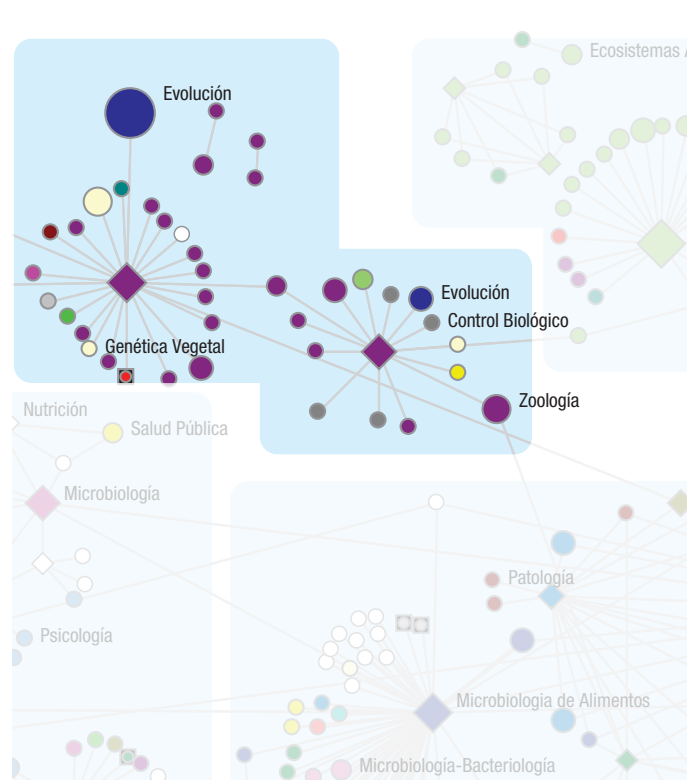 Ecosistemas A
Evolución
Evolución
Control Biológico
Genética Vegetal
Zoología
Nutrición
Salud Pública
Microbiología
Patología
Psicología
Microbiologia de Alimentos
Microbiología-Bacteriología